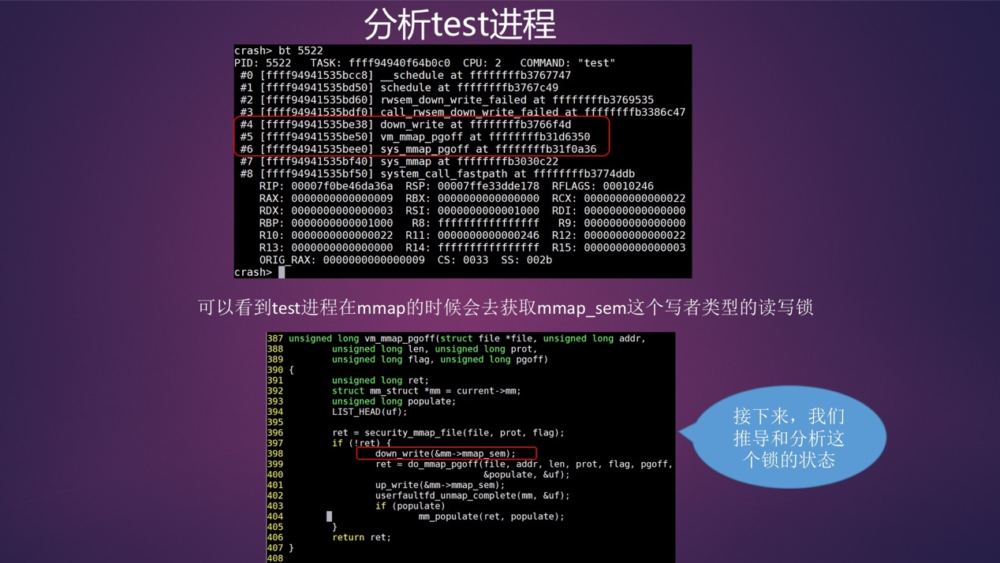 分析test进程
crash> bt 5522
PID: 5522   TASK: ffff94940f64b0c0  CPU: 2   COMMAND: "test"
 #0 [ffff94941535bcc8] __schedule at ffffffffb3767747
 #1 [ffff94941535bd50] schedule at ffffffffb3767c49
 #2 [ffff94941535bd60] rwsem_down_write_failed at ffffffffb3769535
 #3 [ffff94941535bdf0] call_rwsem_down_write_failed at ffffffffb3386c47
 #4 [ffff94941535be38] down_write at ffffffffb3766f4d
 #5 [ffff94941535be50] vm_mmap_pgoff at ffffffffb31d6350
 #6 [ffff94941535bee0] sys_mmap_pgoff at ffffffffb31f0a36
 #7 [ffff94941535bf40] sys_mmap at ffffffffb3030c22
 #8 [ffff94941535bf50] system_call_fastpath at ffffffffb3774ddb
    RIP: 00007f0be46da36a  RSP: 00007ffe33dde178  RFLAGS: 00010246
    RAX: 0000000000000009  RBX: 0000000000000000  RCX: 0000000000000022
    RDX: 0000000000000003  RSI: 0000000000001000  RDI: 0000000000000000
    RBP: 0000000000001000   R8: ffffffffffffffff   R9: 0000000000000000
    R10: 0000000000000022  R11: 0000000000000246  R12: 0000000000000022
    R13: 0000000000000000  R14: ffffffffffffffff  R15: 0000000000000003
    ORIG_RAX: 0000000000000009  CS: 0033  SS: 002b
crash>
可以看到test进程在mmap的时候会去获取mmap_sem这个写者类型的读写锁
387 unsigned long vm_mmap_pgoff(struct file *file, unsigned long addr,
388         unsigned long len, unsigned long prot,
389         unsigned long flag, unsigned long pgoff)
390 {
391         unsigned long ret;
392         struct mm_struct *mm = current->mm;
393         unsigned long populate;
394         LIST_HEAD(uf);
395
396         ret = security_mmap_file(file, prot, flag);
397         if (!ret) {
398                 down_write(&mm->mmap_sem);
399                 ret = do_mmap_pgoff(file, addr, len, prot, flag, pgoff,
400                                     &populate, &uf);
401                 up_write(&mm->mmap_sem);
402                 userfaultfd_unmap_complete(mm, &uf);
403                 if (populate)
404                         mm_populate(ret, populate);
405         }
406         return ret;
407 }
408
接下来，我们
推导和分析这
个锁的状态